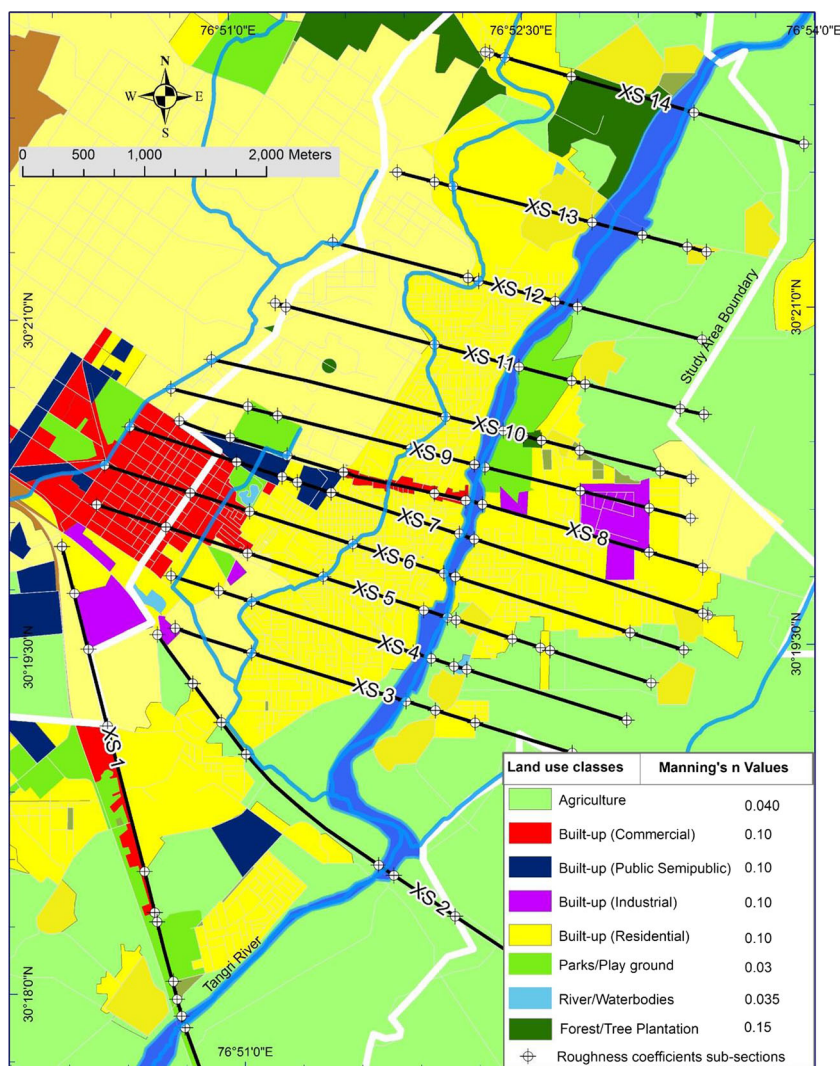 76°51'0"E
76°52'30"E
76°54'0"E
N
W E
S
0 500 1,000 2,000 Meters
XS 14
XS 13
XS 12
30°21'0"N
30°21'0"N
Study Area Boundary
XS 11
XS 10
XS 9
XS 8
XS 7
XS 6
XS 5
XS 4
XS 3
30°19'30"N
30°19'30"N
XS 1
XS 2
Tangri River
30°18'0"N
76°51'0"E
Land use classes Manning's n Values
Agriculture 0.040
Built-up (Commercial) 0.10
Built-up (Public Semipublic) 0.10
Built-up (Industrial) 0.10
Built-up (Residential) 0.10
Parks/Play ground 0.03
River/Waterbodies 0.035
Forest/Tree Plantation 0.15
Roughness coefficients sub-sections